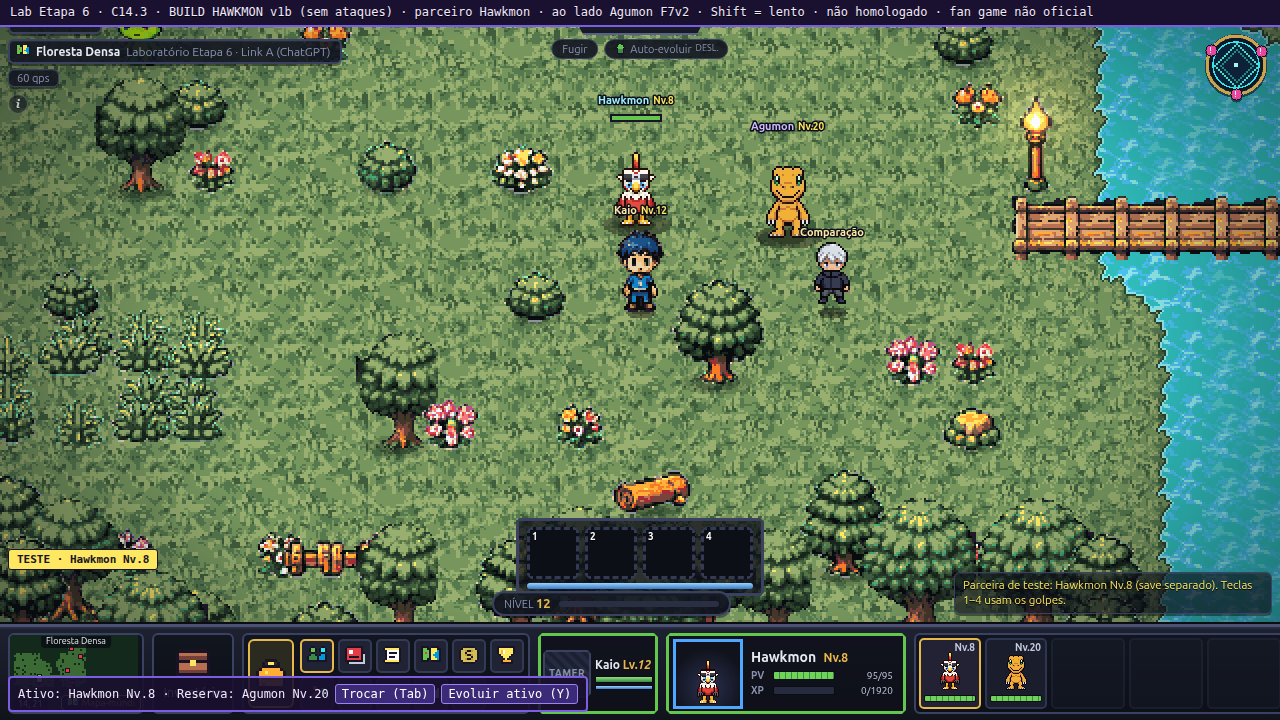 Lab Etapa 6 · C14.3 · BUILD HAWKMON v1b (sem ataques) · parceiro Hawkmon · ao lado Agumon F7v2 · Shift = lento · não homologado · fan game não oficial
Floresta Densa Laboratório Etapa 6 · Link A (ChatGPT)
Fugir
Auto-evoluir DESL.
60 qps
i
Hawkmon Nv.8
Agumon Nv.20
Kaio Nv.12
Comparação
TESTE · Hawkmon Nv.8
1 2 3 4
NÍVEL 12
Parceira de teste: Hawkmon Nv.8 (save separado). Teclas
1–4 usam os golpes.
Floresta Densa
TAMER
Kaio Lv.12
Hawkmon Nv.8
PV 95/95
XP 0/1920
Nv.8
Nv.20
Ativo: Hawkmon Nv.8 · Reserva: Agumon Nv.20 Trocar (Tab) Evoluir ativo (Y)